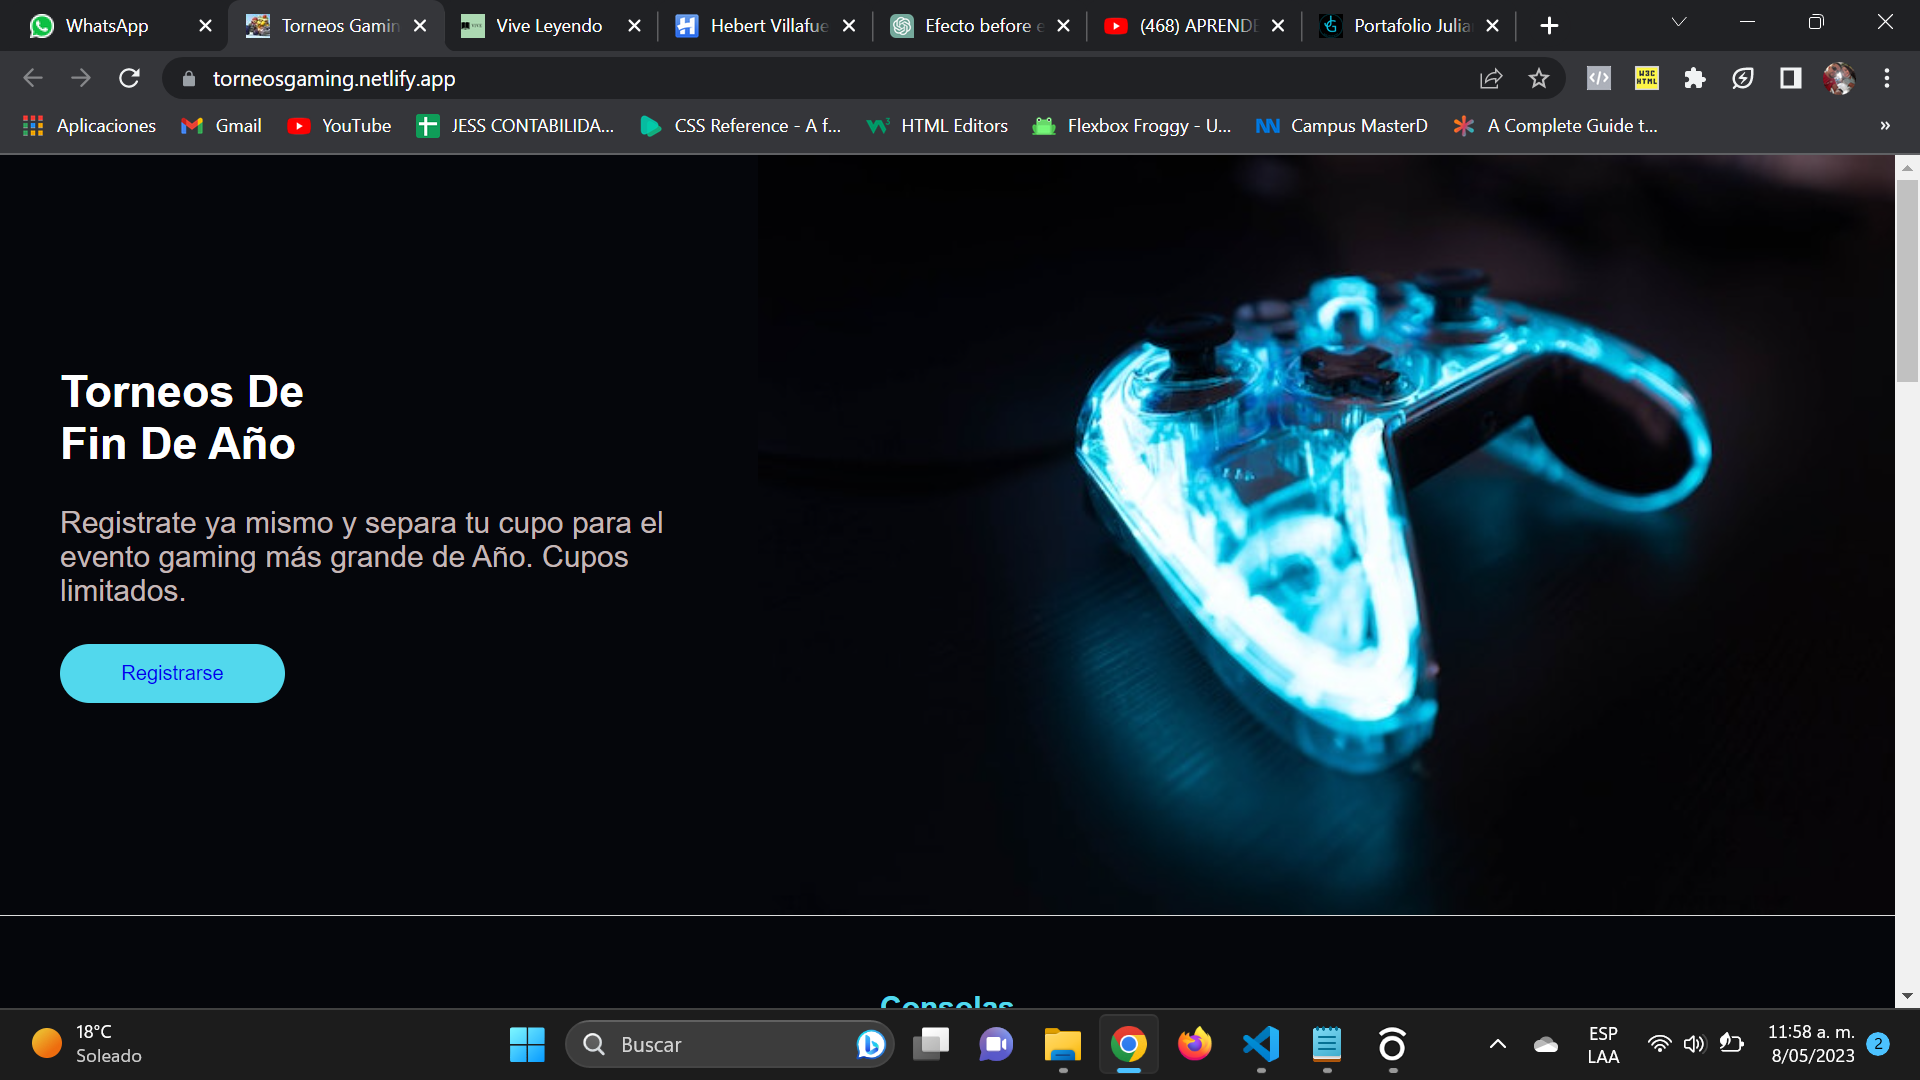 WhatsApp
Torneos Gamin
Vive Leyendo
Hebert Villafue
Efecto before e
(468) APRENDE
Portafolio Julia
torneosgaming.netlify.app
Aplicaciones
Gmail
YouTube
JESS CONTABILIDA...
CSS Reference - A f...
HTML Editors
Flexbox Froggy - U...
Campus MasterD
A Complete Guide t...
»
Torneos De
Fin De Año
Registrate ya mismo y separa tu cupo para el
evento gaming más grande de Año. Cupos
limitados.
Registrarse
Consolas
18°C
Soleado
Buscar
ESP
LAA
11:58 a. m.
8/05/2023
2